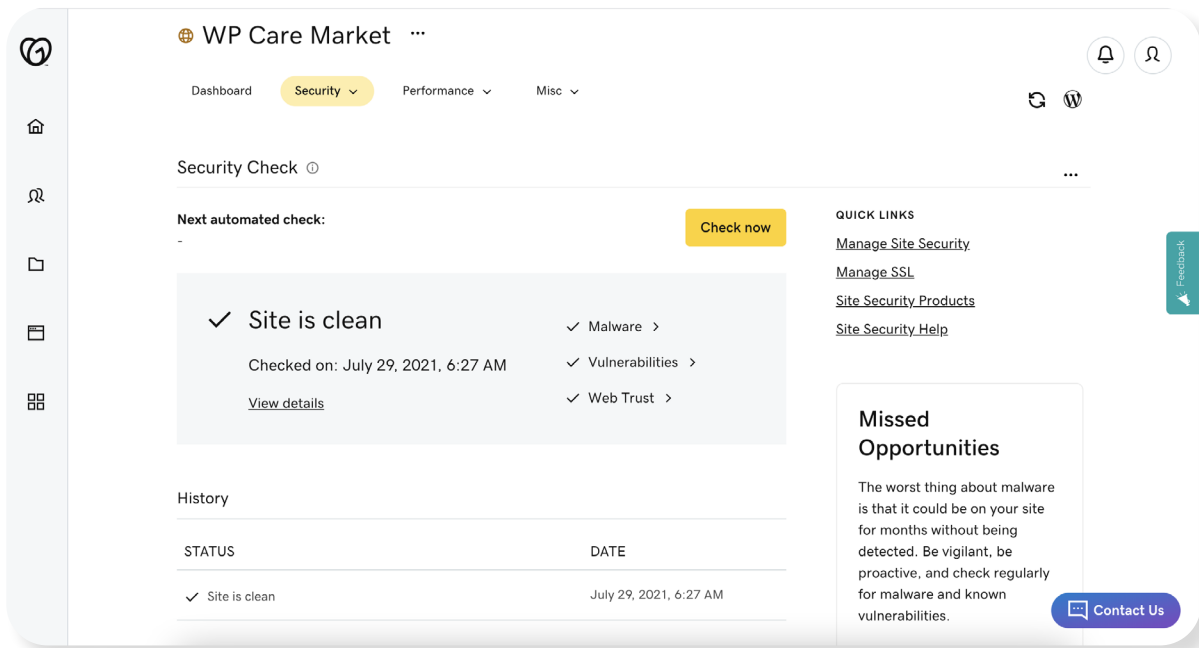 WP Care Market ...
Dashboard
Security
Performance
Misc
Security Check
Next automated check:
-
Check now
Site is clean
Checked on: July 29, 2021, 6:27 AM
View details
Malware
Vulnerabilities
Web Trust
History
STATUS DATE
Site is clean July 29, 2021, 6:27 AM
QUICK LINKS
Manage Site Security
Manage SSL
Site Security Products
Site Security Help
Missed
Opportunities
The worst thing about malware
is that it could be on your site
for months without being
detected. Be vigilant, be
proactive, and check regularly
for malware and known
vulnerabilities.
Feedback
Contact Us